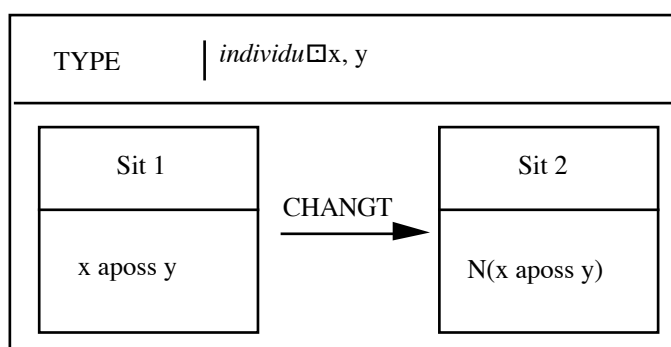 TYPE
individu⊡x, y
Sit 1
Sit 2
CHANGT
x aposs y
N(x aposs y)